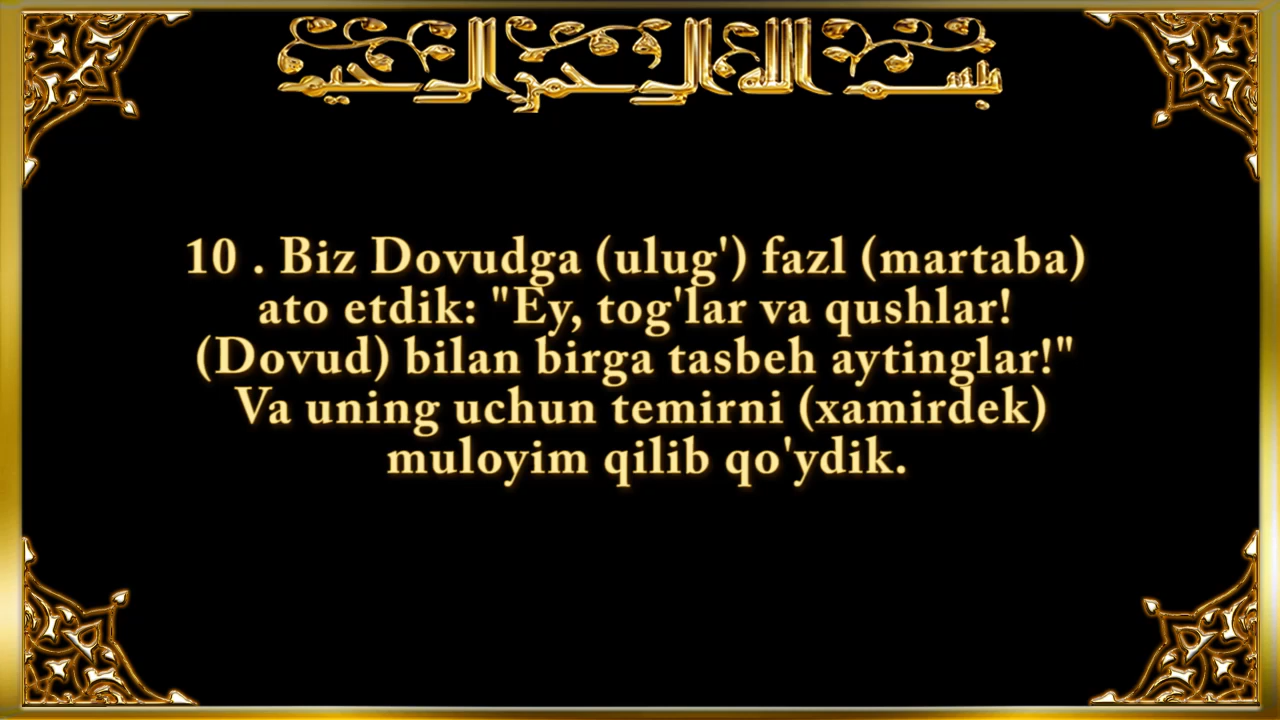 بسم الله الرحمن الرحيم
10 . Biz Dovudga (ulug') fazl (martaba)
ato etdik: "Ey, tog'lar va qushlar!
(Dovud) bilan birga tasbeh aytinglar!"
Va uning uchun temirni (xamirdek)
muloyim qilib qo'ydik.